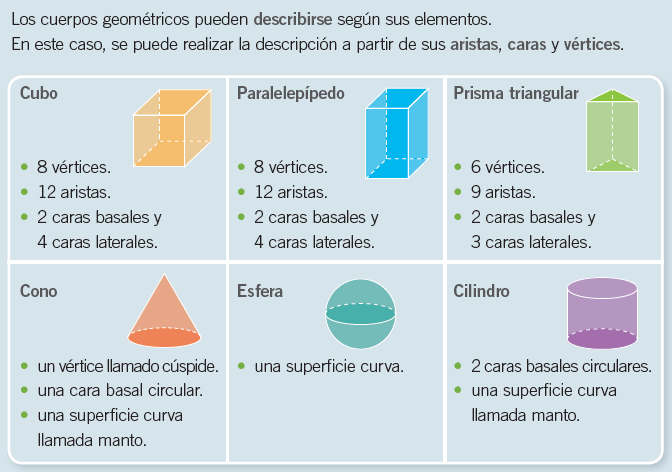 Los cuerpos geométricos pueden describirse según sus elementos.
En este caso, se puede realizar la descripción a partir de sus aristas, caras y vértices.
Cubo
• 8 vértices.
• 12 aristas.
• 2 caras basales y
4 caras laterales.
Paralelepípedo
• 8 vértices.
• 12 aristas.
• 2 caras basales y
4 caras laterales.
Prisma triangular
• 6 vértices.
• 9 aristas.
• 2 caras basales y
3 caras laterales.
Cono
• un vértice llamado cúspide.
• una cara basal circular.
• una superficie curva
llamada manto.
Esfera
• una superficie curva.
Cilindro
• 2 caras basales circulares.
• una superficie curva
llamada manto.